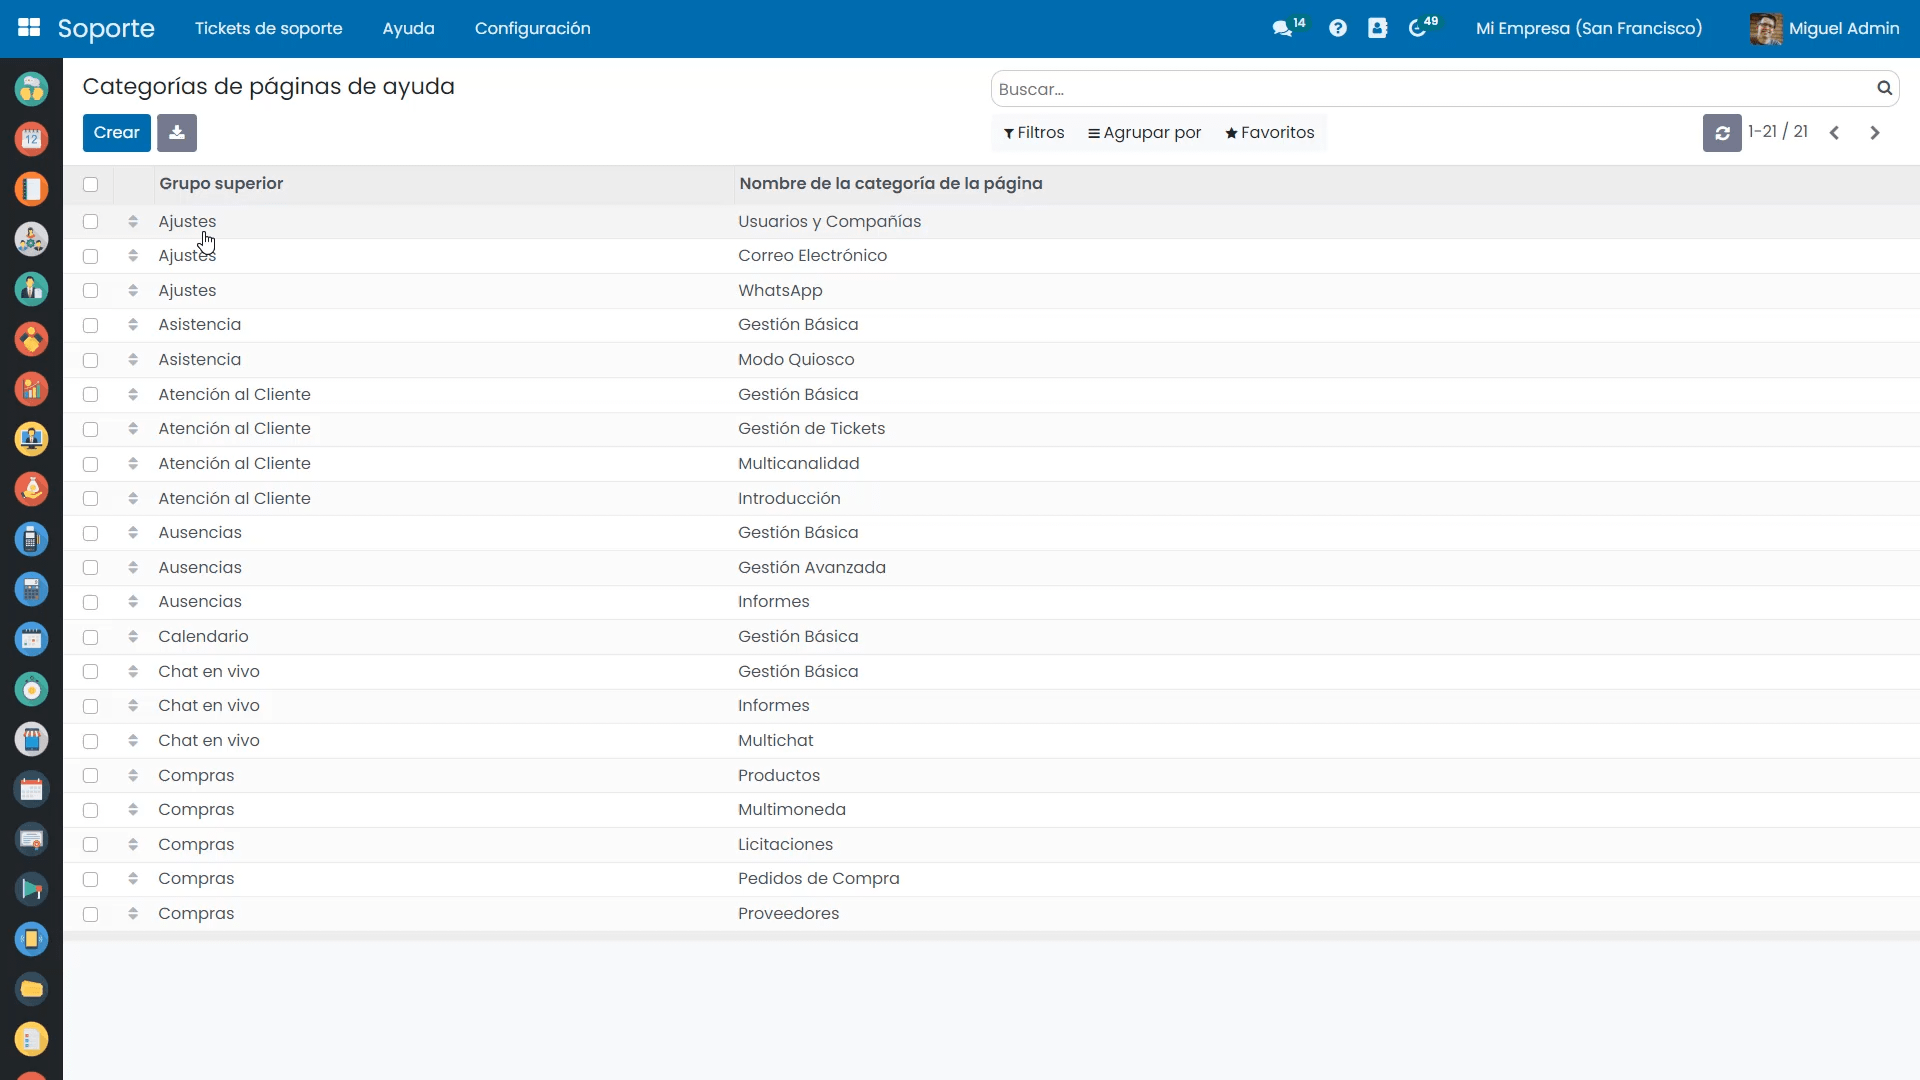 Soporte Tickets de soporte Ayuda Configuración 14 49 Mi Empresa (San Francisco) Miguel Admin
Categorías de páginas de ayuda
Buscar...
Crear
Filtros Agrupar por Favoritos
1-21 / 21
Grupo superior Nombre de la categoría de la página
Ajustes Usuarios y Compañías
Ajustes Correo Electrónico
Ajustes WhatsApp
Asistencia Gestión Básica
Asistencia Modo Quiosco
Atención al Cliente Gestión Básica
Atención al Cliente Gestión de Tickets
Atención al Cliente Multicanalidad
Atención al Cliente Introducción
Ausencias Gestión Básica
Ausencias Gestión Avanzada
Ausencias Informes
Calendario Gestión Básica
Chat en vivo Gestión Básica
Chat en vivo Informes
Chat en vivo Multichat
Compras Productos
Compras Multimoneda
Compras Licitaciones
Compras Pedidos de Compra
Compras Proveedores
12